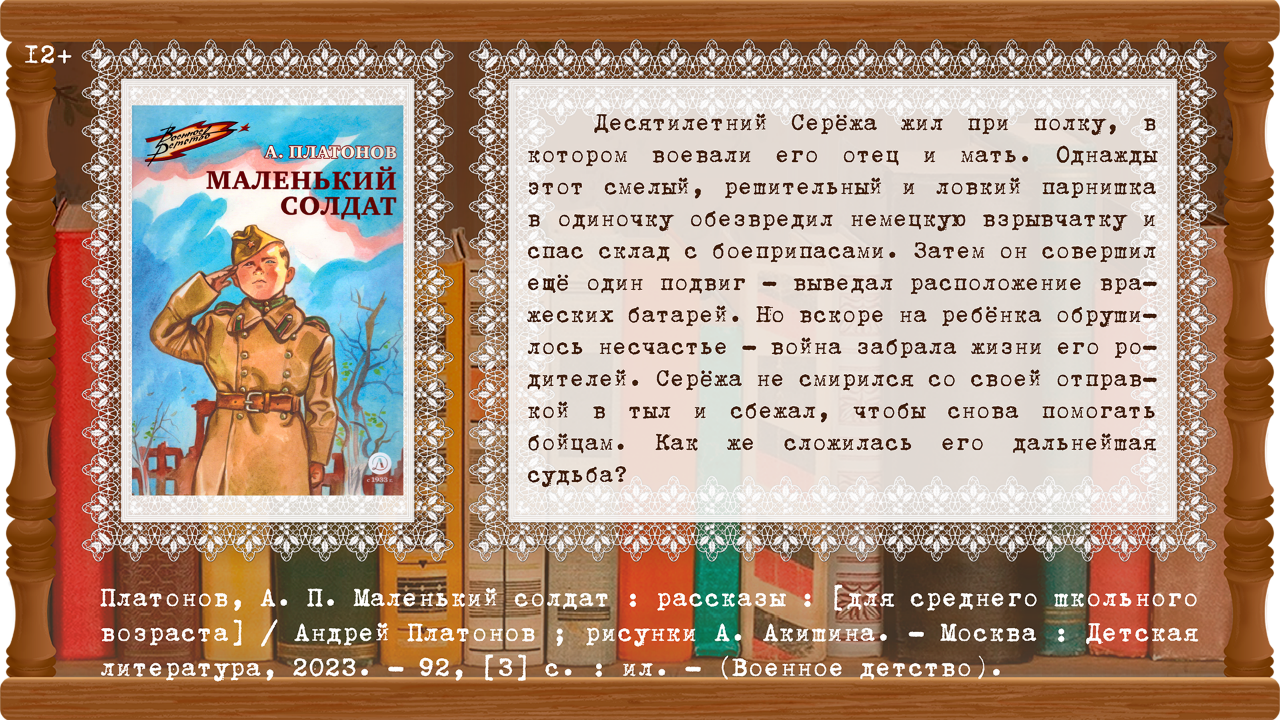 12+
Военное
Детство
А. ПЛАТОНОВ
МАЛЕНЬКИЙ
СОЛДАТ
с 1933 г.
Десятилетний Серёжа жил при полку, в
котором воевали его отец и мать. Однажды
этот смелый, решительный и ловкий парнишка
в одиночку обезвредил немецкую взрывчатку и
спас склад с боеприпасами. Затем он совершил
ещё один подвиг – выведал расположение вра-
жеских батарей. Но вскоре на ребёнка обруши-
лось несчастье – война забрала жизни его ро-
дителей. Серёжа не смирился со своей отправ-
кой в тыл и сбежал, чтобы снова помогать
бойцам. Как же сложилась его дальнейшая
судьба?
Платонов, А. П. Маленький солдат : рассказы : [для среднего школьного
возраста] / Андрей Платонов ; рисунки А. Акишина. – Москва : Детская
литература, 2023. – 92, [3] с. : ил. – (Военное детство).